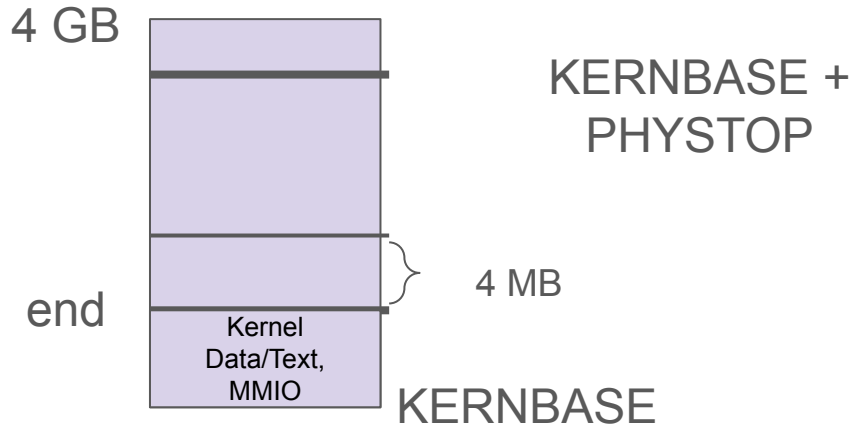 4 GB
KERNBASE +
PHYSTOP
4 MB
end
Kernel
Data/Text,
MMIO
KERNBASE